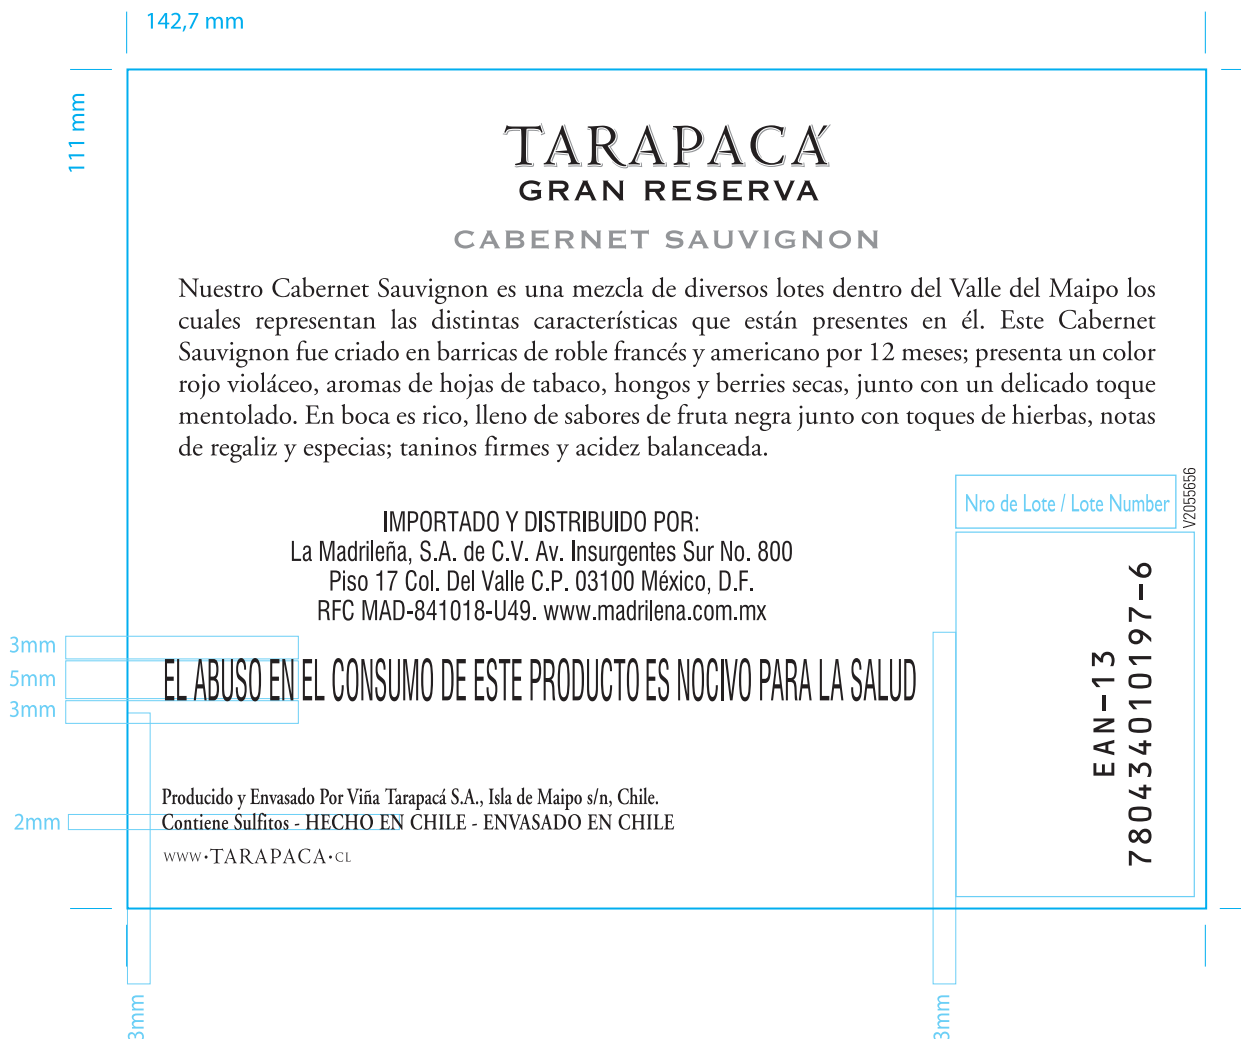 142,7 mm
111 mm
TARAPACÁ
GRAN RESERVA
CABERNET SAUVIGNON
Nuestro Cabernet Sauvignon es una mezcla de diversos lotes dentro del Valle del Maipo los
cuales representan las distintas características que están presentes en él. Este Cabernet
Sauvignon fue criado en barricas de roble francés y americano por 12 meses; presenta un color
rojo violáceo, aromas de hojas de tabaco, hongos y berries secas, junto con un delicado toque
mentolado. En boca es rico, lleno de sabores de fruta negra junto con toques de hierbas, notas
de regaliz y especias; taninos firmes y acidez balanceada.
Nro de Lote / Lote Number
V2055656
IMPORTADO Y DISTRIBUIDO POR:
La Madrileña, S.A. de C.V. Av. Insurgentes Sur No. 800
Piso 17 Col. Del Valle C.P. 03100 México, D.F.
RFC MAD-841018-U49. www.madrilena.com.mx
3mm
5mm
3mm
EL ABUSO EN EL CONSUMO DE ESTE PRODUCTO ES NOCIVO PARA LA SALUD
EAN-13
780434010197-6
Producido y Envasado Por Viña Tarapacá S.A., Isla de Maipo s/n, Chile.
2mm
Contiene Sulfitos - HECHO EN CHILE - ENVASADO EN CHILE
WWW•TARAPACA•CL
3mm
3mm